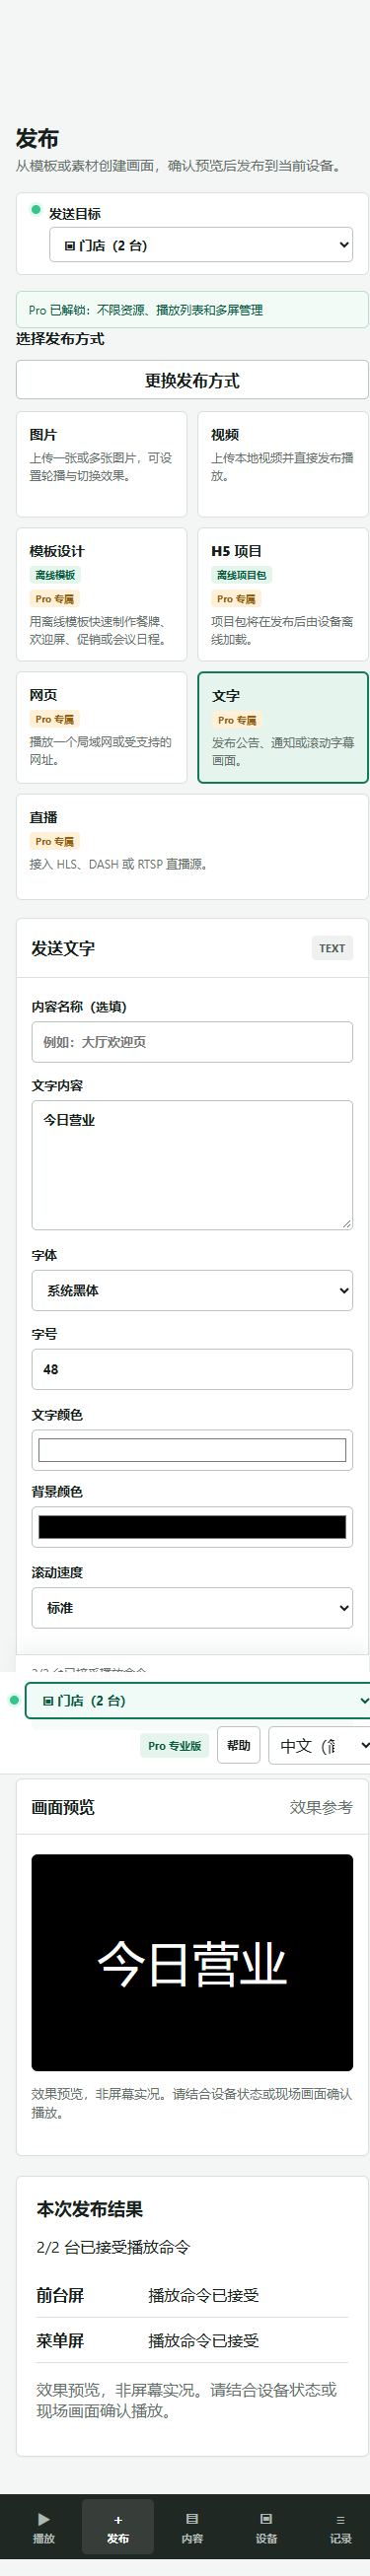 发布
从模板或素材创建画面，确认预览后发布到当前设备。
发送目标
门店（2 台）
Pro 已解锁：不限资源、播放列表和多屏管理
选择发布方式
更换发布方式
图片
上传一张或多张图片，可设
置轮播与切换效果。
视频
上传本地视频并直接发布播
放。
模板设计
离线模板
Pro 专属
用离线模板快速制作餐牌、
欢迎屏、促销或会议日程。
H5 项目
离线项目包
Pro 专属
项目包将在发布后由设备离
线加载。
网页
Pro 专属
播放一个局域网或受支持的
网址。
文字
Pro 专属
发布公告、通知或滚动字幕
画面。
直播
Pro 专属
接入 HLS、DASH 或 RTSP 直播源。
发送文字
TEXT
内容名称（选填）
例如：大厅欢迎页
文字内容
今日营业
字体
系统黑体
字号
48
文字颜色
背景颜色
滚动速度
标准
门店（2 台）
Pro 专业版
帮助
中文（
画面预览
效果参考
今日营业
效果预览，非屏幕实况。请结合设备状态或现场画面确认
播放。
本次发布结果
2/2 台已接受播放命令
前台屏 播放命令已接受
菜单屏 播放命令已接受
效果预览，非屏幕实况。请结合设备状态或
现场画面确认播放。
播放
发布
内容
设备
记录